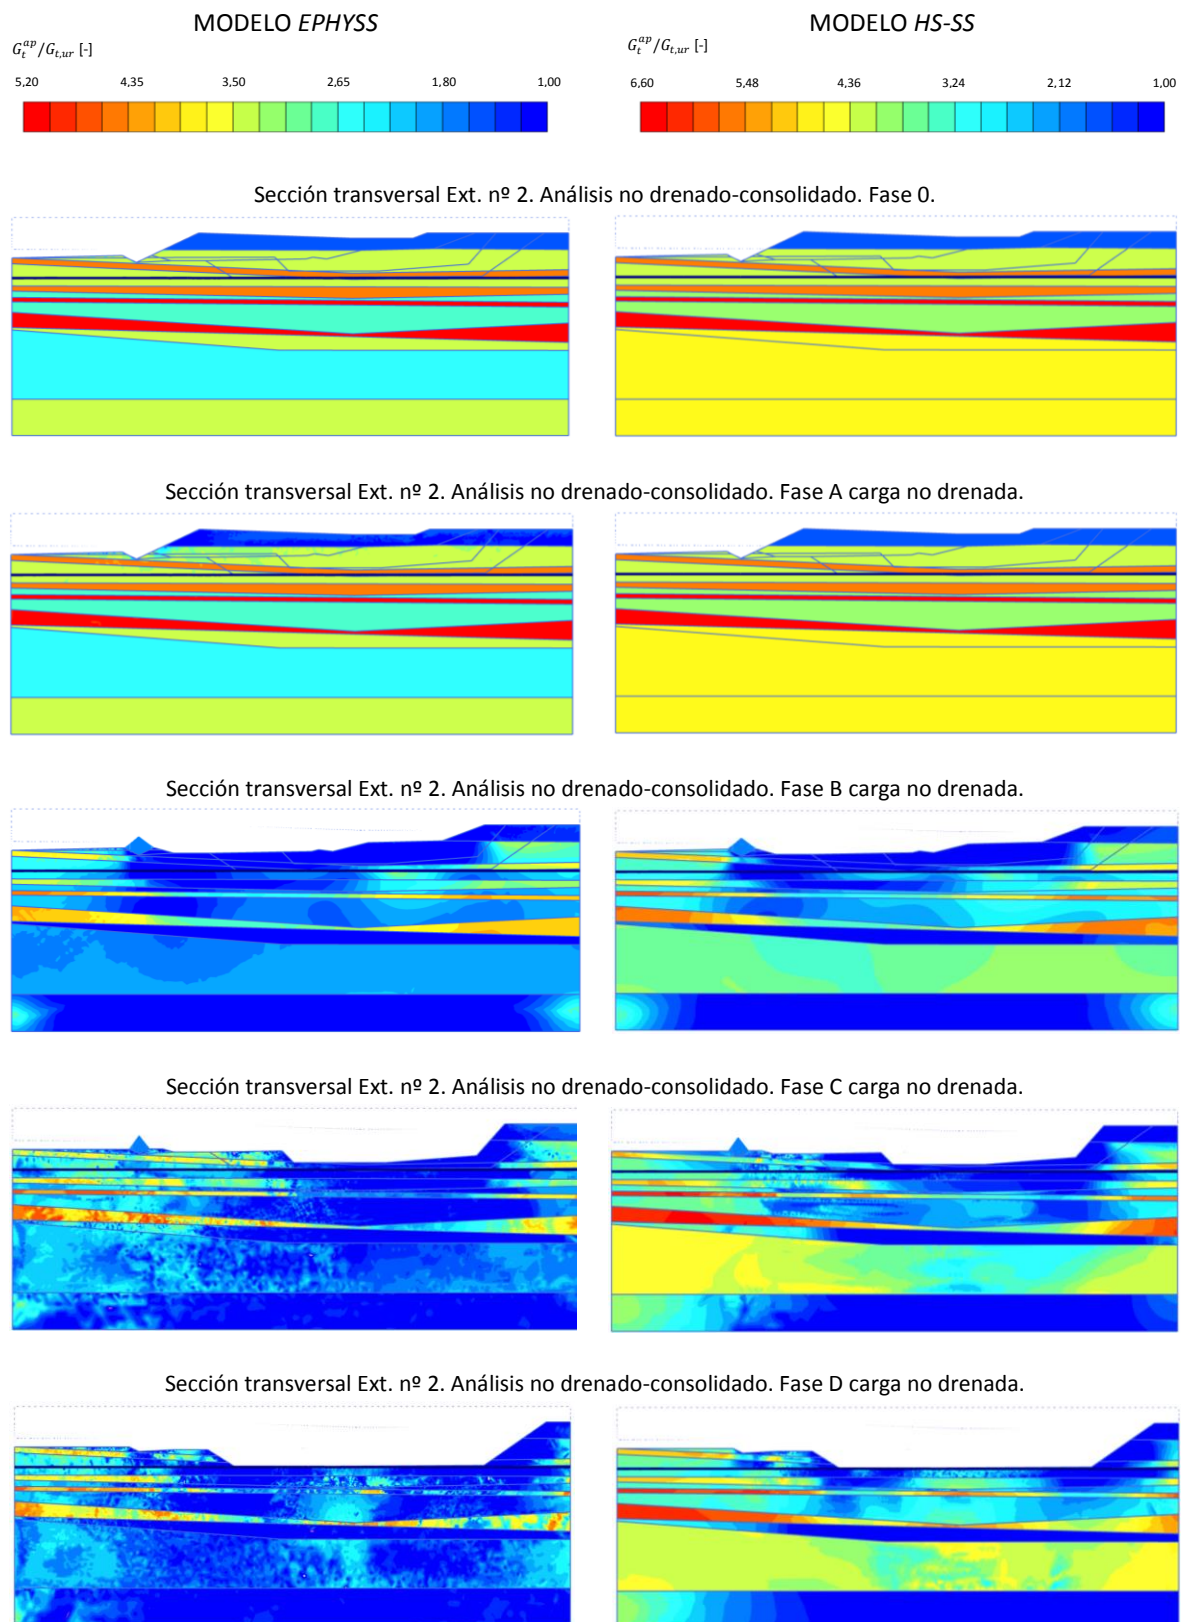 MODELO EPHYSS
MODELO HS-SS
G_t^{ap}/G_{t,ur} [-]
G_t^{ap}/G_{t,ur} [-]
5,20 4,35 3,50 2,65 1,80 1,00
6,60 5,48 4,36 3,24 2,12 1,00
Sección transversal Ext. nº 2. Análisis no drenado-consolidado. Fase 0.
Sección transversal Ext. nº 2. Análisis no drenado-consolidado. Fase A carga no drenada.
Sección transversal Ext. nº 2. Análisis no drenado-consolidado. Fase B carga no drenada.
Sección transversal Ext. nº 2. Análisis no drenado-consolidado. Fase C carga no drenada.
Sección transversal Ext. nº 2. Análisis no drenado-consolidado. Fase D carga no drenada.